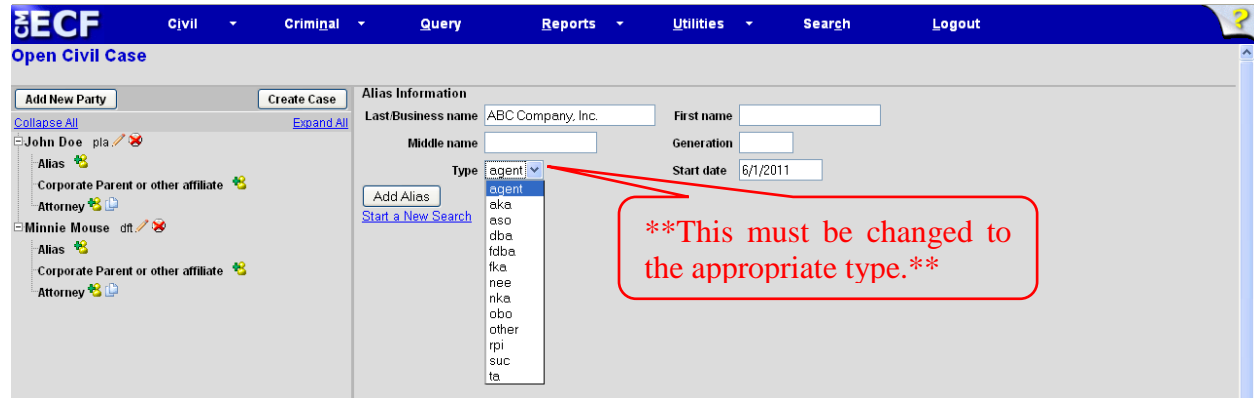 CM ECF Civil Criminal Query Reports Utilities Search Logout ?
Open Civil Case
Add New Party Create Case
Collapse All Expand All
John Doe pla
Alias
Corporate Parent or other affiliate
Attorney
Minnie Mouse dft
Alias
Corporate Parent or other affiliate
Attorney
Alias Information
Last/Business name ABC Company, Inc. First name
Middle name Generation
Type agent Start date 6/1/2011
agent
aka
aso
dba
fdba
fka
nee
nka
obo
other
rpi
suc
ta
Add Alias
Start a New Search
**This must be changed to
the appropriate type.**